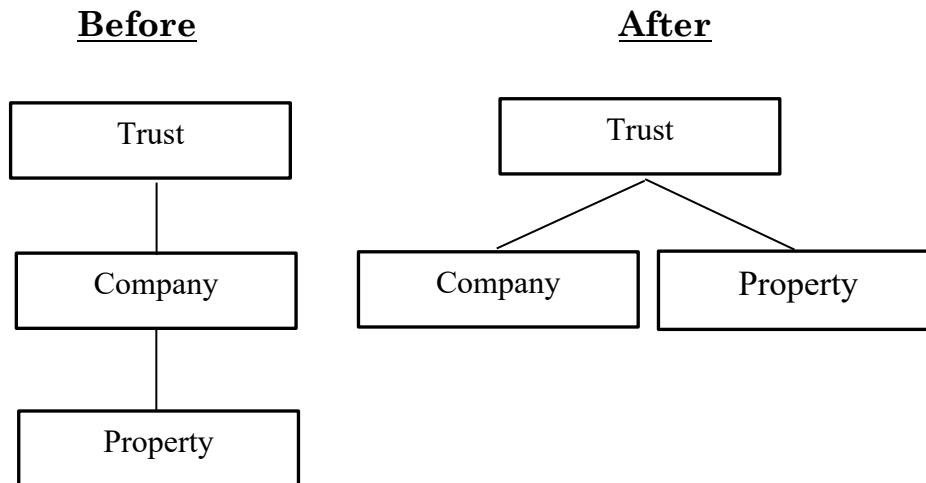 Before
After
Trust
Trust
Company
Company
Property
Property